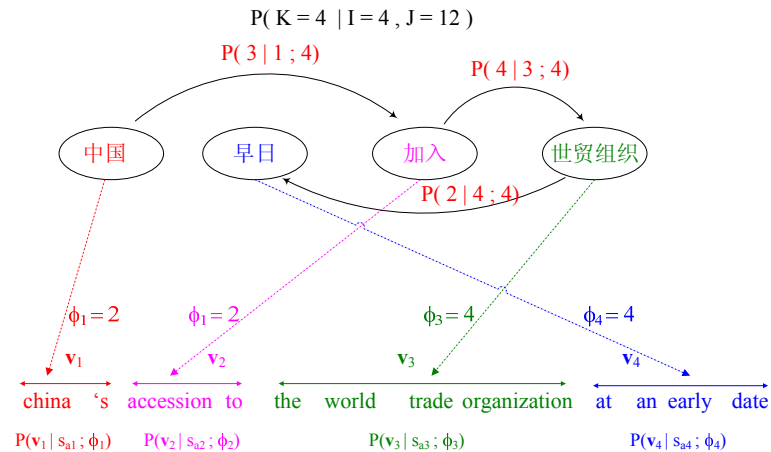 P( K = 4 | I = 4 , J = 12 )
P( 3 | 1 ; 4)
P( 4 | 3 ; 4)
中国 早日 加入 世贸组织
P( 2 | 4 ; 4)
ϕ1 = 2 ϕ1 = 2 ϕ3 = 4 ϕ4 = 4
v1 v2 v3 v4
china ‘s accession to the world trade organization at an early date
P(v1 | sa1 ; ϕ1) P(v2 | sa2 ; ϕ2) P(v3 | sa3 ; ϕ3) P(v4 | sa4 ; ϕ4)